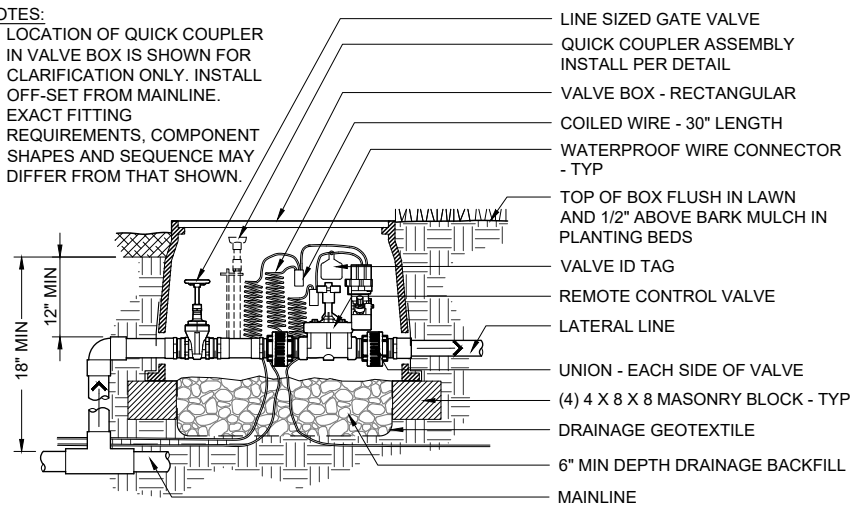 OTES:
LOCATION OF QUICK COUPLER
IN VALVE BOX IS SHOWN FOR
CLARIFICATION ONLY. INSTALL
OFF-SET FROM MAINLINE.
EXACT FITTING
REQUIREMENTS, COMPONENT
SHAPES AND SEQUENCE MAY
DIFFER FROM THAT SHOWN.
LINE SIZED GATE VALVE
QUICK COUPLER ASSEMBLY
INSTALL PER DETAIL
VALVE BOX - RECTANGULAR
COILED WIRE - 30" LENGTH
WATERPROOF WIRE CONNECTOR
- TYP
TOP OF BOX FLUSH IN LAWN
AND 1/2" ABOVE BARK MULCH IN
PLANTING BEDS
VALVE ID TAG
REMOTE CONTROL VALVE
LATERAL LINE
UNION - EACH SIDE OF VALVE
(4) 4 X 8 X 8 MASONRY BLOCK - TYP
DRAINAGE GEOTEXTILE
6" MIN DEPTH DRAINAGE BACKFILL
MAINLINE
18" MIN
12" MIN